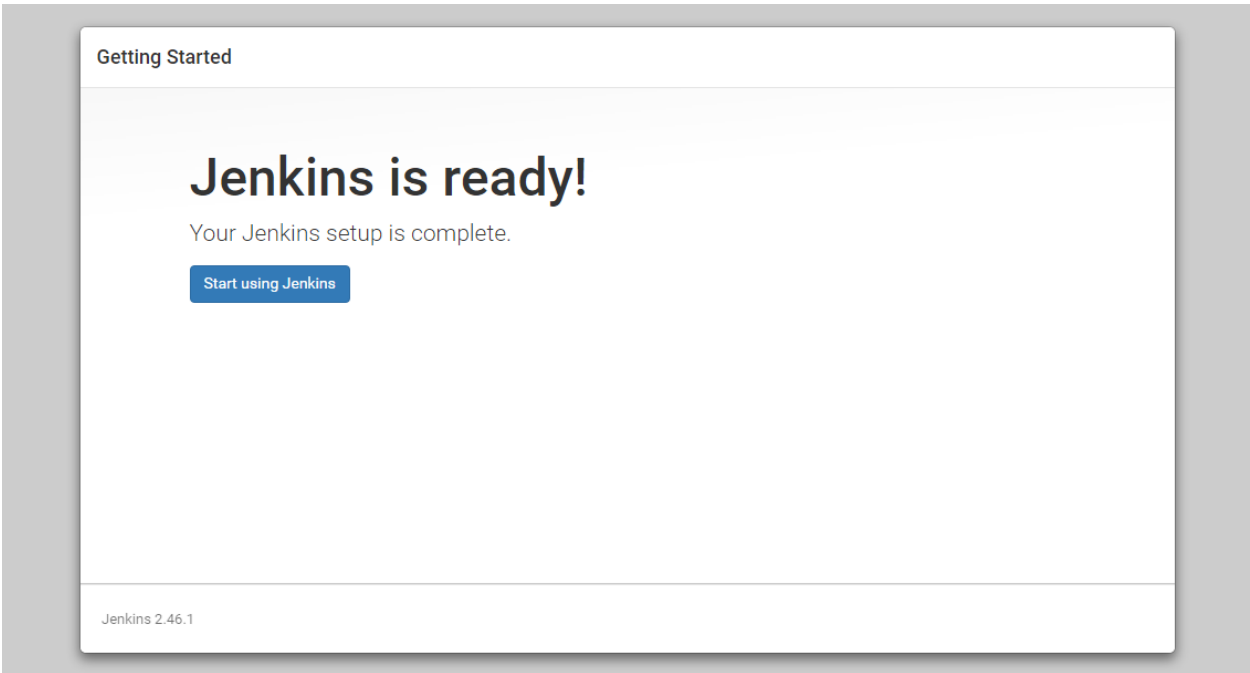 Getting Started
Jenkins is ready!
Your Jenkins setup is complete.
Start using Jenkins
Jenkins 2.46.1